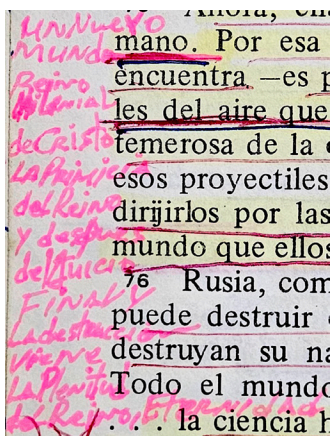 Ahora, en
mano. Por esa
encuentra —es p
les del aire que
temerosa de la
esos proyectiles
dirijirlos por las
mundo que ellos
76 Rusia, com
puede destruir
destruyan su na
Todo el mundo
. . . la ciencia
UN NUEVO
MUNDO
Reino
Milenial
de Cristo
LA Primicia
del Reino
y después
del Juicio
FINAL Y
La destrucción
viene
La Plenitud
del Reino, ETERNIDAD